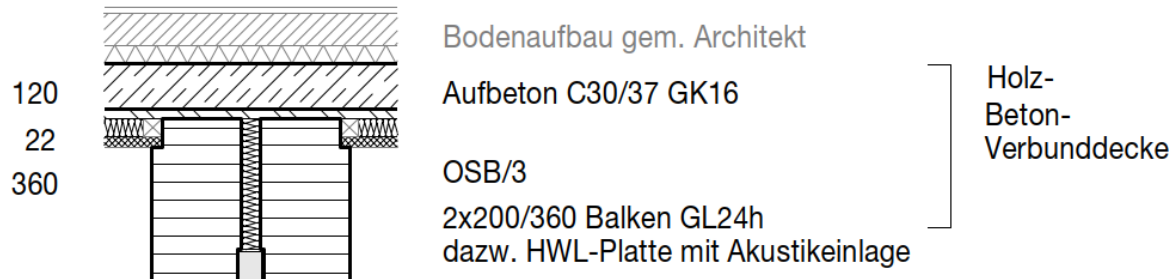 Bodenaufbau gem. Architekt
120 Aufbeton C30/37 GK16
22
360 OSB/3
2x200/360 Balken GL24h
dazw. HWL-Platte mit Akustikeinlage
Holz-
Beton-
Verbunddecke